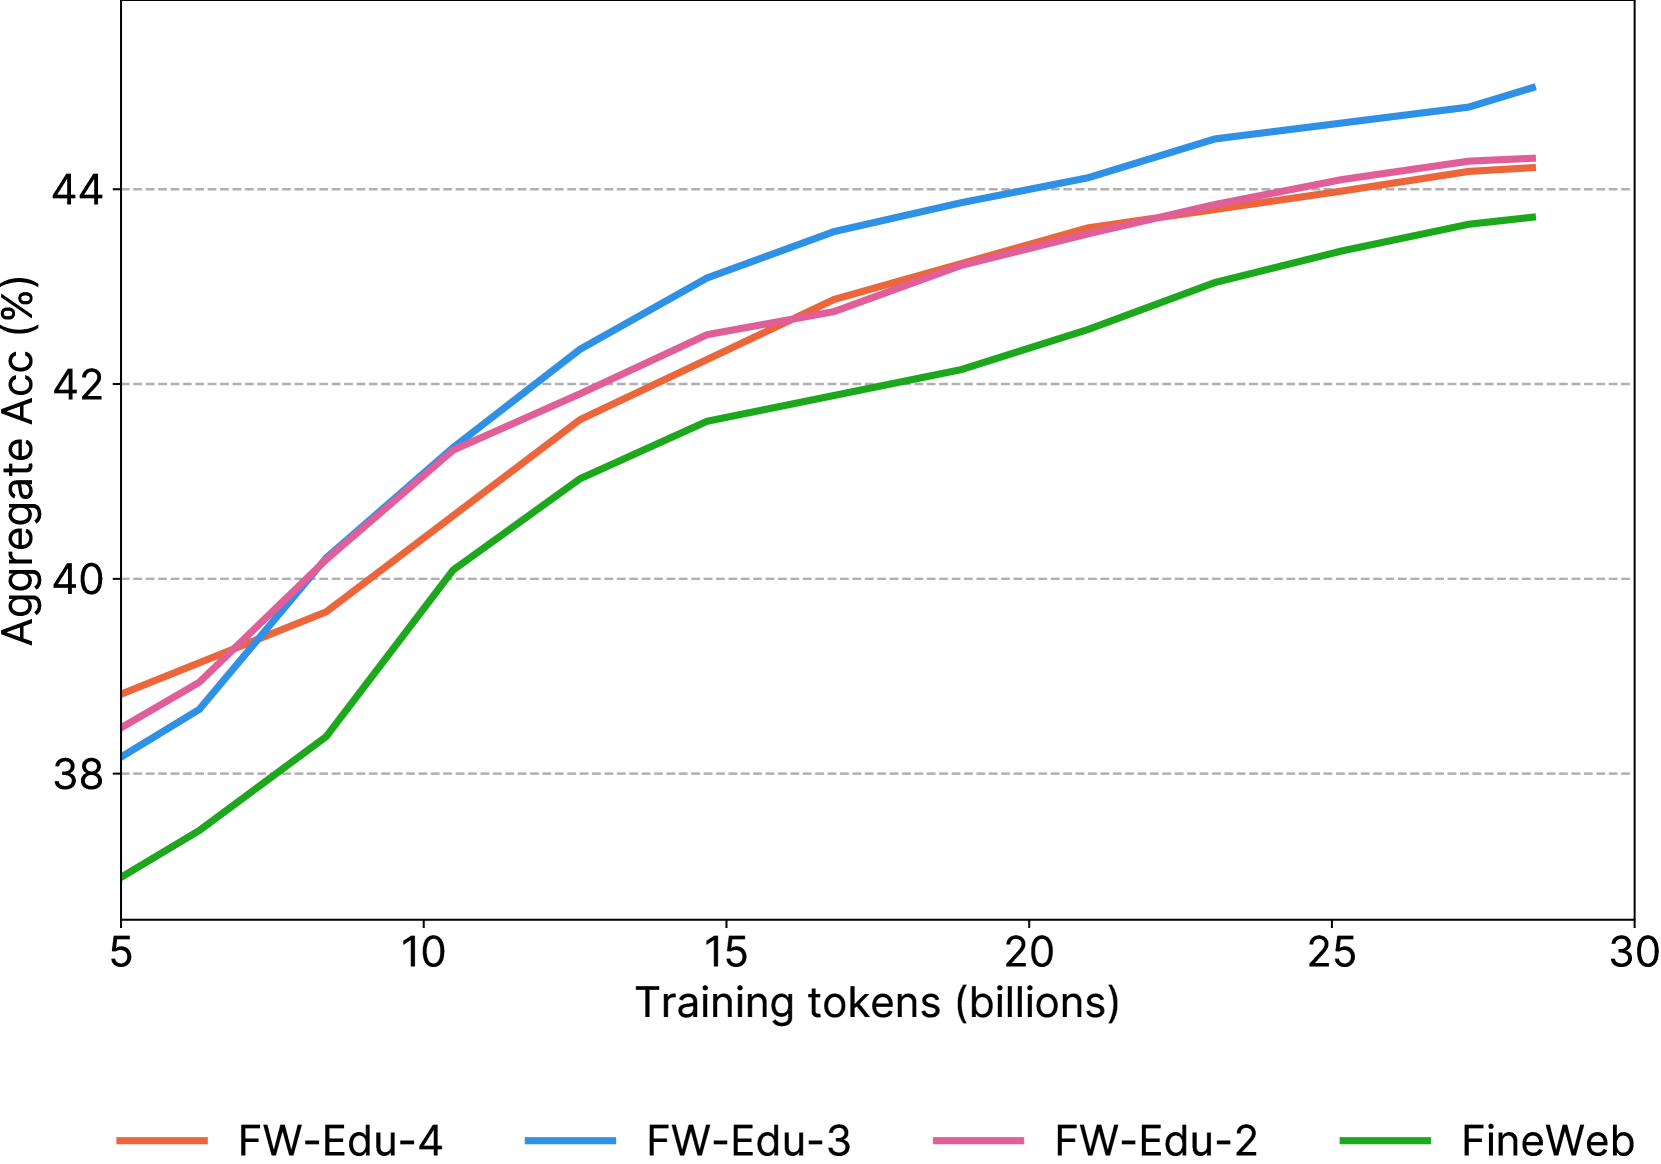 Aggregate Acc (%)
44
42
40
38
5 10 15 20 25 30
Training tokens (billions)
FW-Edu-4 FW-Edu-3 FW-Edu-2 FineWeb